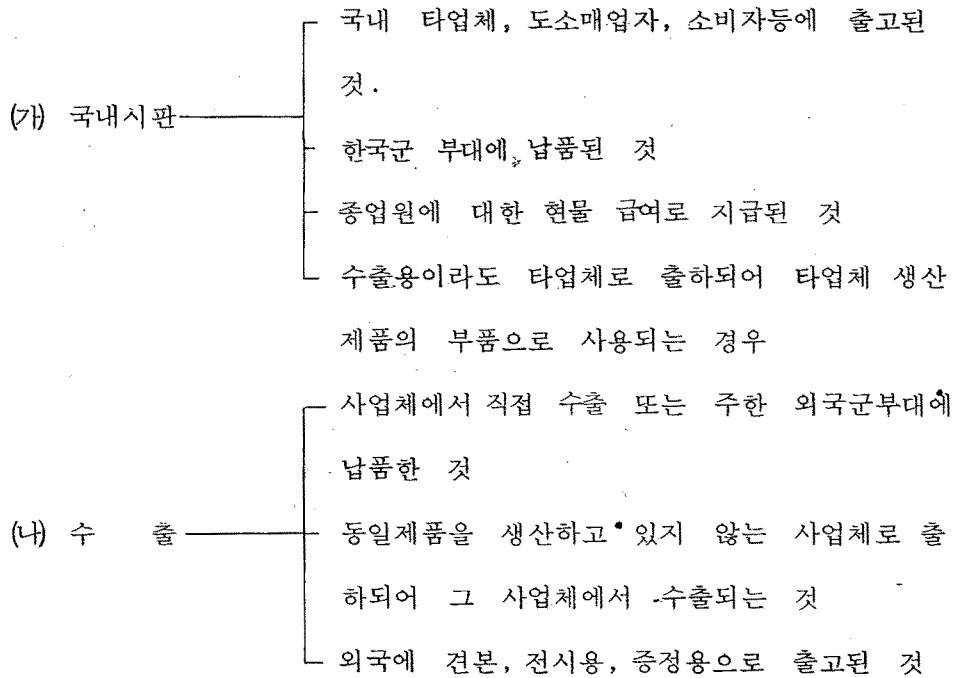 국내 타업체, 도소매업자, 소비자등에 출고된
것.
(가) 국내시판
한국군 부대에 납품된 것
종업원에 대한 현물 급여로 지급된 것
수출용이라도 타업체로 출하되어 타업체 생산
제품의 부품으로 사용되는 경우
사업체에서 직접 수출 또는 주한 외국군부대에
납품한 것
(나) 수 출
동일제품을 생산하고 있지 않는 사업체로 출
하되어 그 사업체에서 수출되는 것
외국에 견본, 전시용, 증정용으로 출고된 것